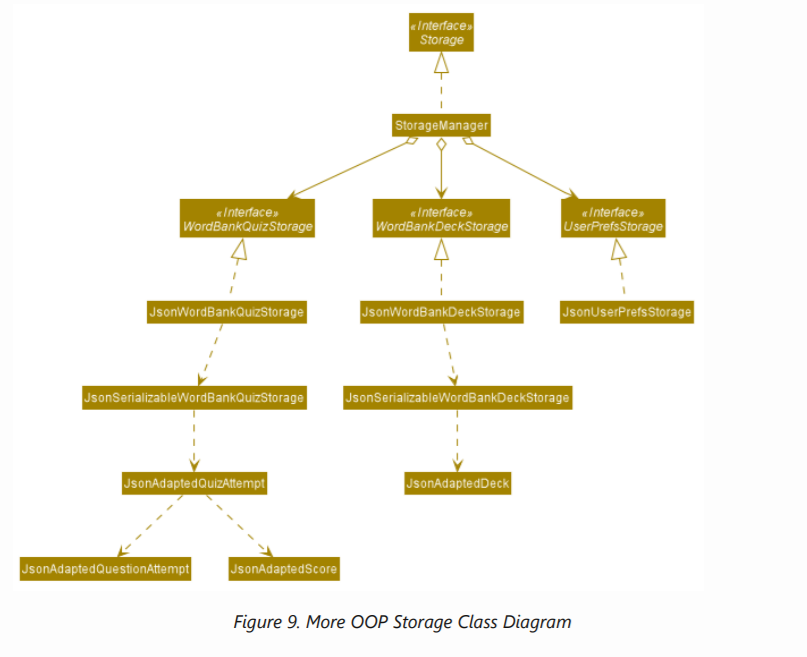 «Interface»
Storage
StorageManager
«Interface»
WordBankQuizStorage
«Interface»
WordBankDeckStorage
«Interface»
UserPrefsStorage
JsonWordBankQuizStorage
JsonWordBankDeckStorage
JsonUserPrefsStorage
JsonSerializableWordBankQuizStorage
JsonSerializableWordBankDeckStorage
JsonAdaptedQuizAttempt
JsonAdaptedDeck
JsonAdaptedQuestionAttempt
JsonAdaptedScore
Figure 9. More OOP Storage Class Diagram